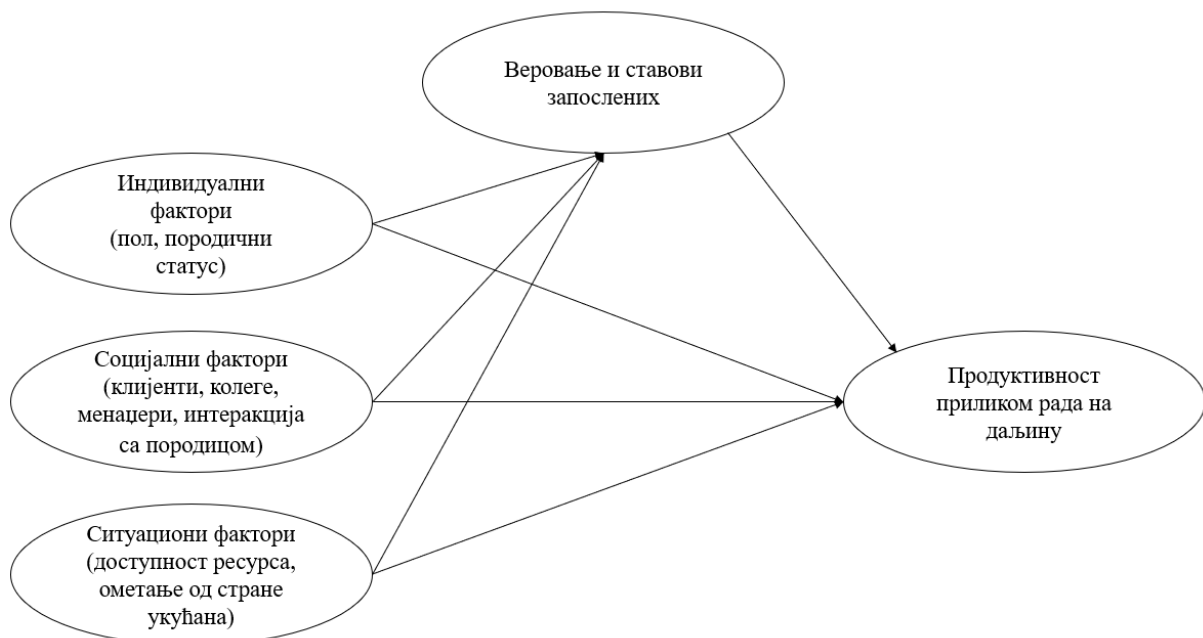 Веровање и ставови
запослених
Индивидуални
фактори
(пол, породични
статус)
Социјални фактори
(клијенти, колеге,
менаџери, интеракција
са породицом)
Продуктивност
приликом рада на
даљину
Ситуациони фактори
(доступност ресурса,
ометање од стране
укућана)